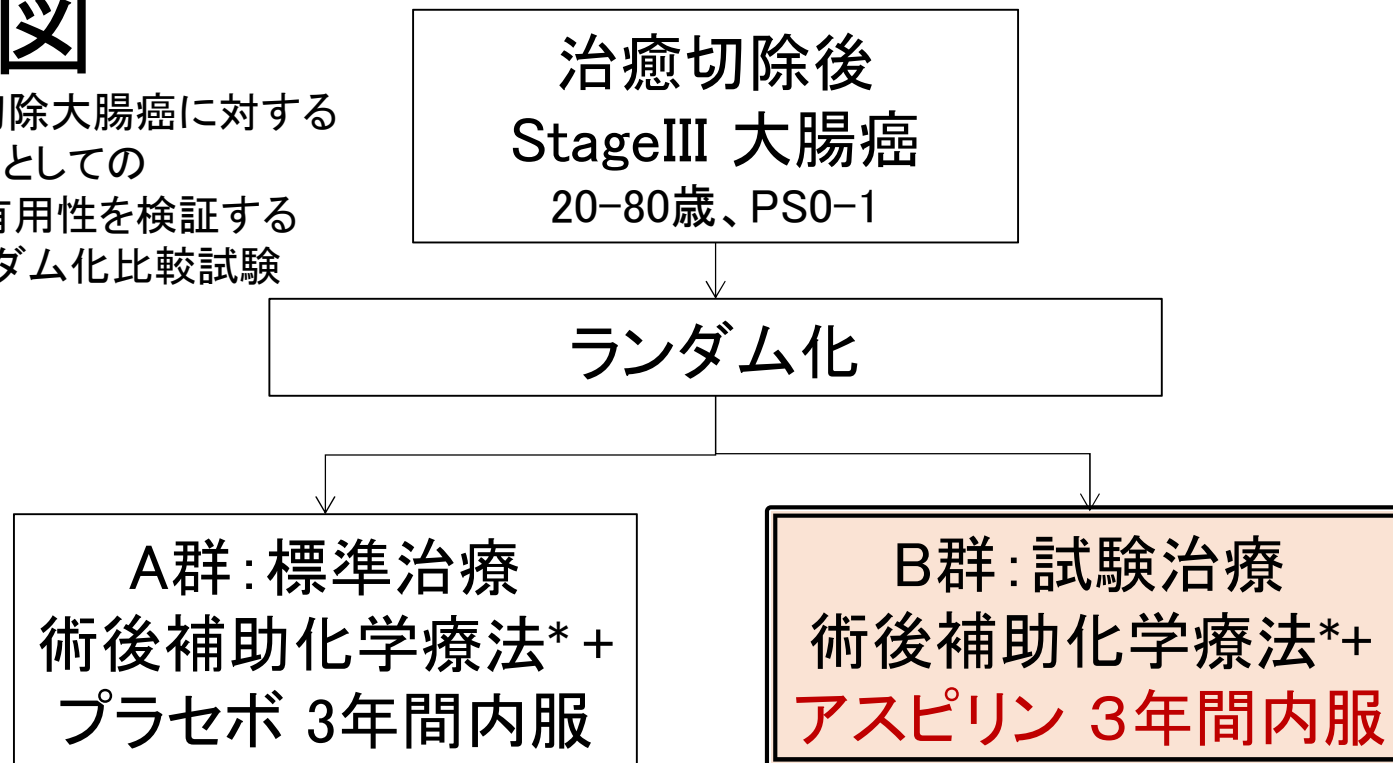 図
切除大腸癌に対する
としての
有用性を検証する
ダム化比較試験
治癒切除後
StageIII 大腸癌
20-80歳、PS0-1
ランダム化
A群：標準治療
術後補助化学療法* +
プラセボ 3年間内服
B群：試験治療
術後補助化学療法*+
アスピリン ３年間内服